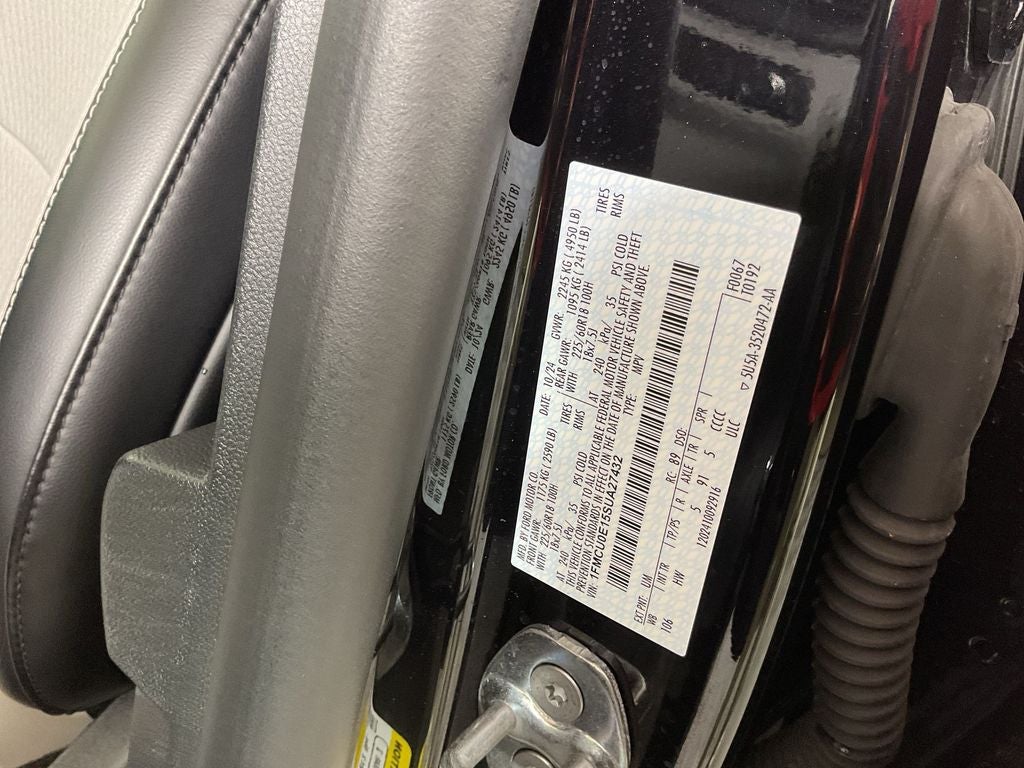 MFD. BY FORD MOTOR CO.
DATE: 10/24 GVWR: 2245 KG ( 4950 LB)
FRONT GAWR: 1175 KG ( 2590 LB) REAR GAWR: 1095 KG ( 2414 LB)
WITH 225/60R18 100H TIRES WITH 225/60R18 100H TIRES
18x7.5J RIMS 18x7.5J RIMS
AT 240 kPa/ 35 PSI COLD AT 240 kPa/ 35 PSI COLD
THIS VEHICLE CONFORMS TO ALL APPLICABLE FEDERAL MOTOR VEHICLE SAFETY AND THEFT
PREVENTION STANDARDS IN EFFECT ON THE DATE OF MANUFACTURE SHOWN ABOVE
VIN: TYPE: MPV
EXT PNT: UM RC: 89 DSO: F0067
WB INT TR TP/PS R AXLE TR SPR T0192
106 HW 5 91 5 CCCC
1202410092916 ULC
▽ SU5A-3520472-AA